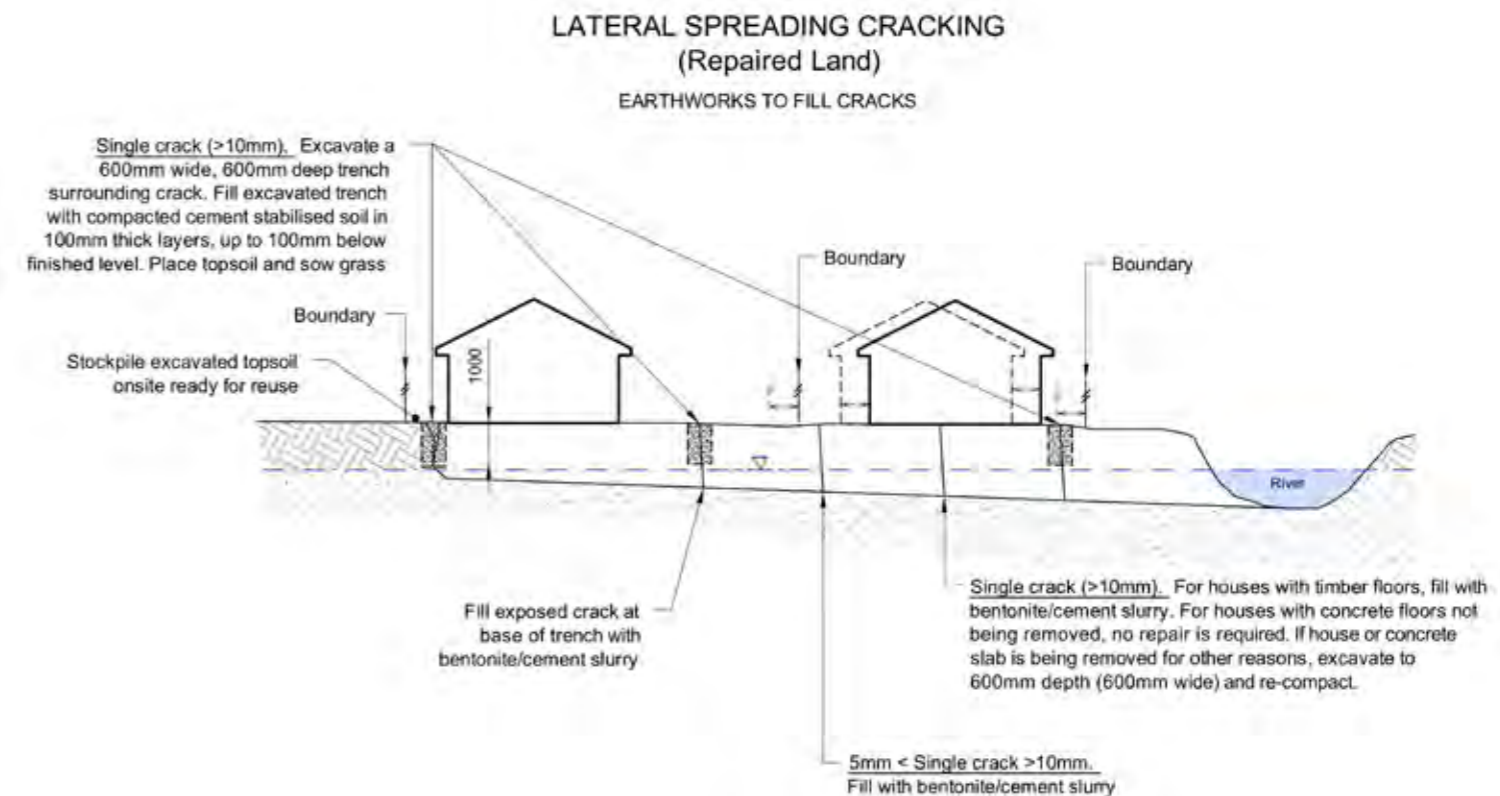 LATERAL SPREADING CRACKING
(Repaired Land)
EARTHWORKS TO FILL CRACKS
Single crack (>10mm). Excavate a
600mm wide, 600mm deep trench
surrounding crack. Fill excavated trench
with compacted cement stabilised soil in
100mm thick layers, up to 100mm below
finished level. Place topsoil and sow grass
Boundary
Boundary
Boundary
Stockpile excavated topsoil
onsite ready for reuse
1000
River
Fill exposed crack at
base of trench with
bentonite/cement slurry
Single crack (>10mm). For houses with timber floors, fill with
bentonite/cement slurry. For houses with concrete floors not
being removed, no repair is required. If house or concrete
slab is being removed for other reasons, excavate to
600mm depth (600mm wide) and re-compact.
5mm < Single crack >10mm.
Fill with bentonite/cement slurry